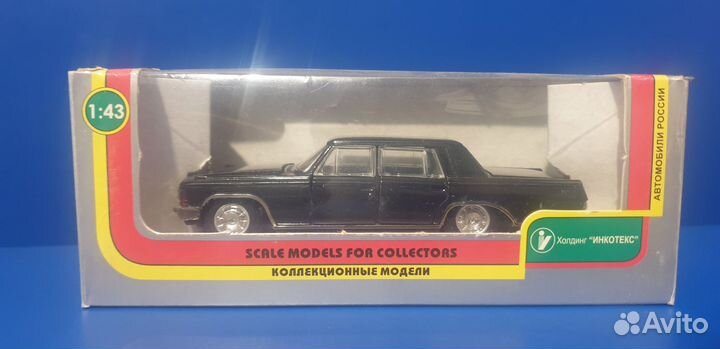 1:43
SCALE MODELS FOR COLLECTORS
КОЛЛЕКЦИОННЫЕ МОДЕЛИ
Холдинг "ИНКОТЕКС"
АВТОМОБИЛИ РОССИИ
Avito